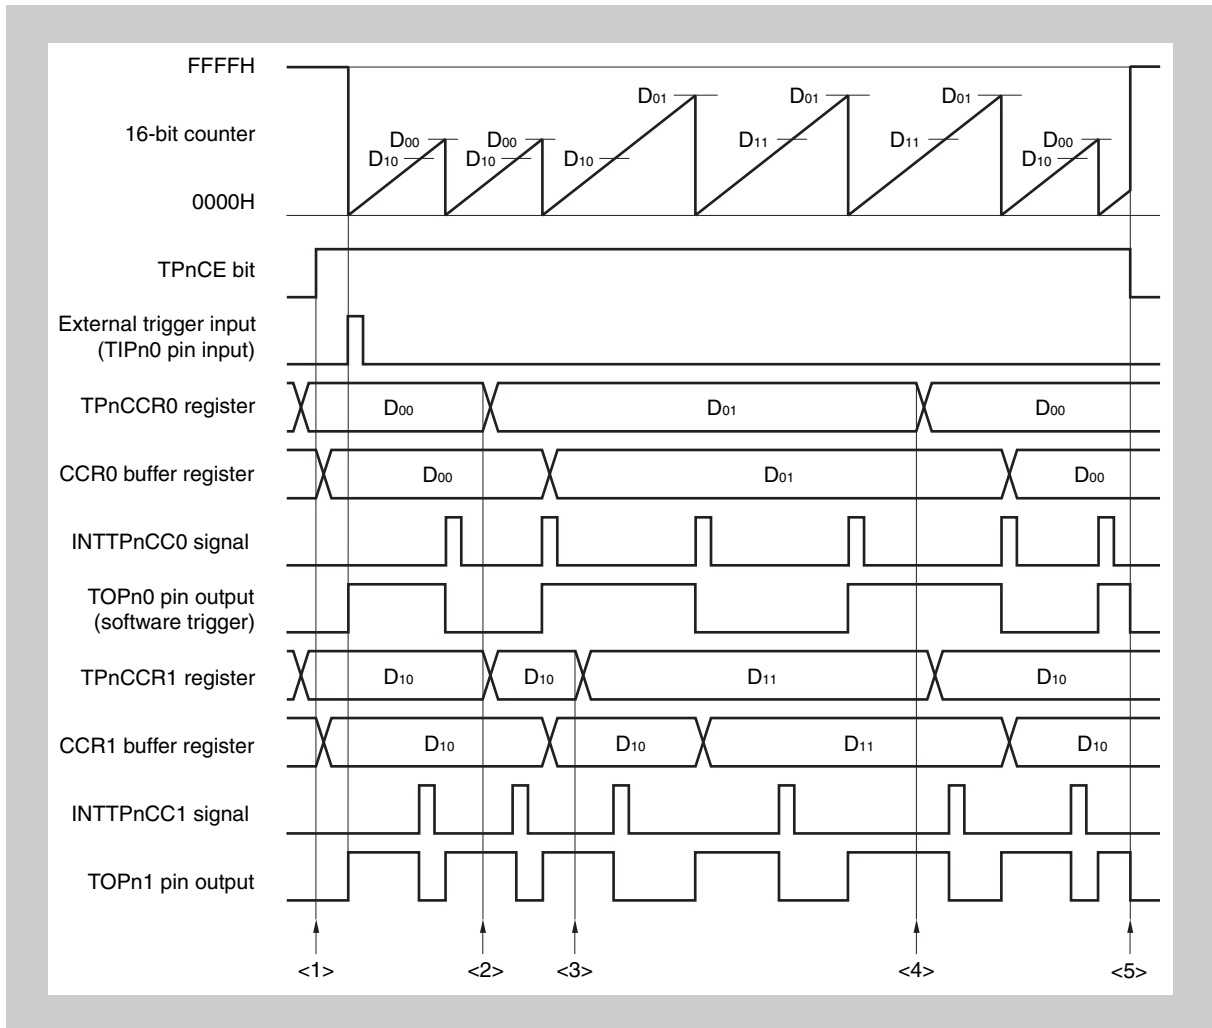 FFFFH
D01 D01 D01
16-bit counter
D00 D00 D11 D11 D00
D10 D10 D10 D10
0000H
TPnCE bit
External trigger input
(TIPn0 pin input)
TPnCCR0 register D00 D01 D00
CCR0 buffer register D00 D01 D00
INTTPnCC0 signal
TOPn0 pin output
(software trigger)
TPnCCR1 register D10 D10 D11 D10
CCR1 buffer register D10 D10 D11 D10
INTTPnCC1 signal
TOPn1 pin output
<1> <2> <3> <4> <5>